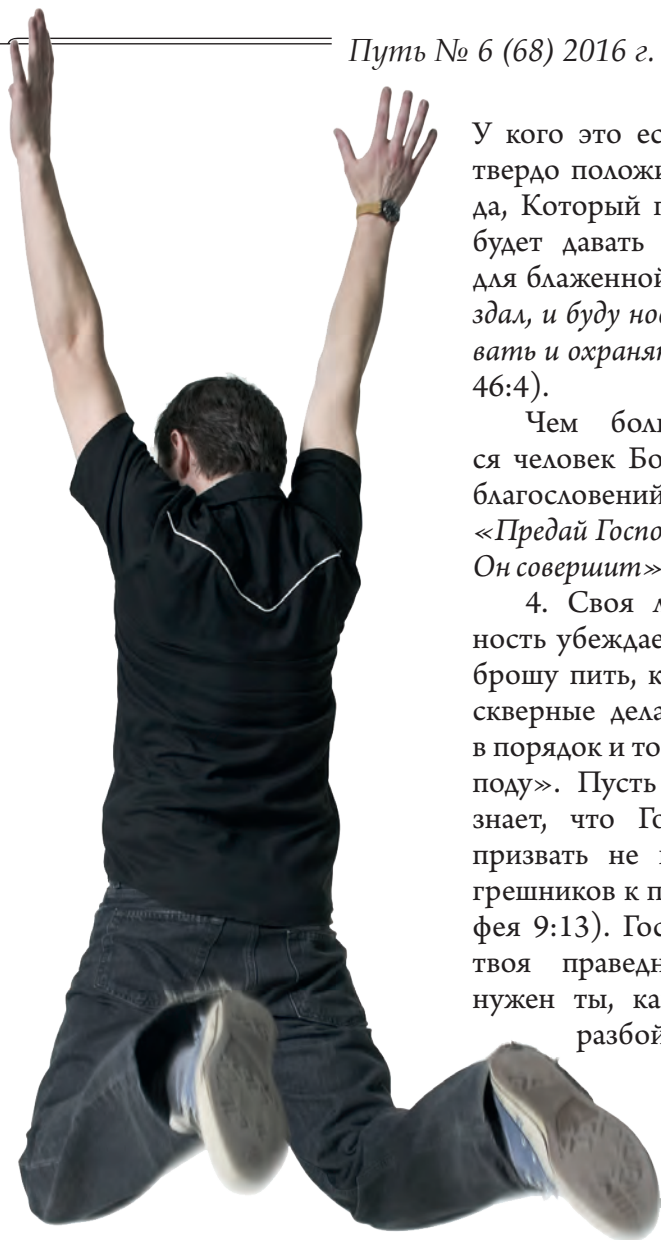 Путь № 6 (68) 2016 г.
У кого это ес
твердо положи
да, Который п
будет давать
для блаженной
здал, и буду нос
вать и охранят
46:4).
Чем боль
ся человек Бо
благословений
«Предай Госпо
Он совершит»
4. Своя л
ность убеждае
брошу пить, к
скверные дела
в порядок и то
поду». Пусть
знает, что Го
призвать не
грешников к п
фея 9:13). Гос
твоя праведн
нужен ты, ка
разбой